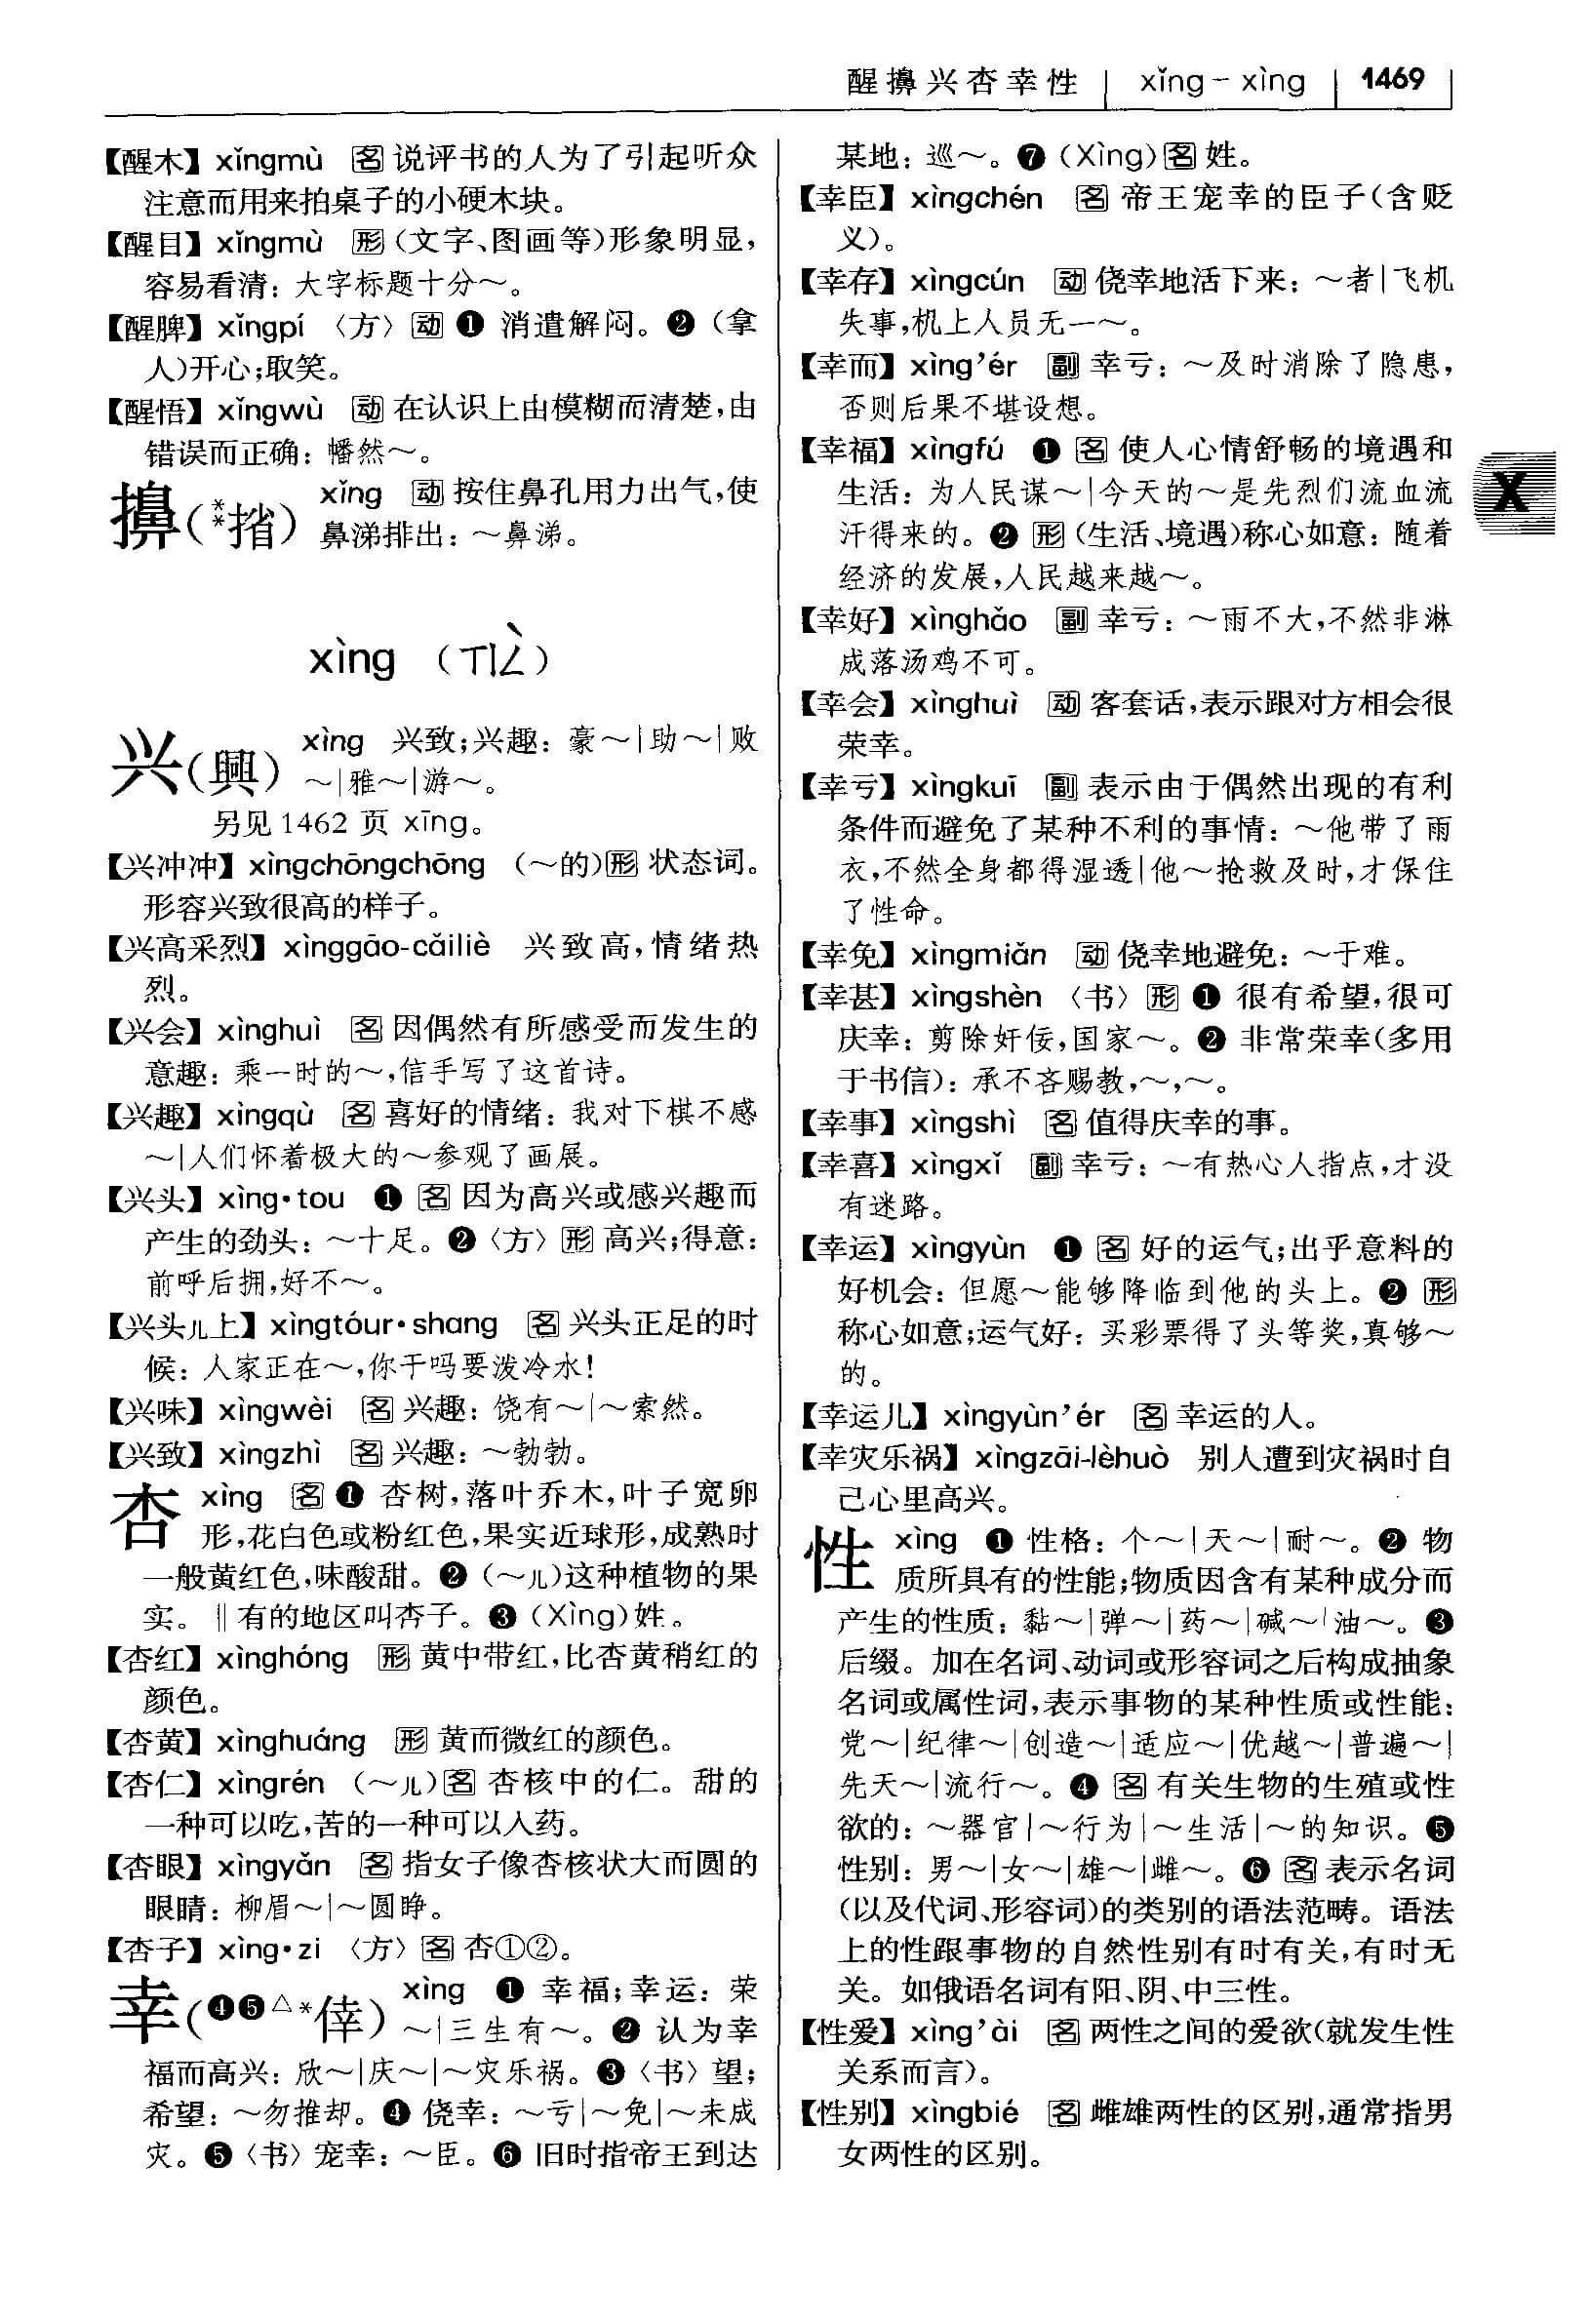 醒擤兴杏幸性 xǐng－xìng 1469
【醒木】xǐngmù 名 说评书的人为了引起听众
注意而用来拍桌子的小硬木块。
【醒目】xǐngmù 形（文字、图画等）形象明显，
容易看清：大字标题十分～。
【醒脾】xǐngpí 〈方〉动 ❶ 消遣解闷。❷（拿
人）开心；取笑。
【醒悟】xǐngwù 动 在认识上由模糊而清楚，由
错误而正确：幡然～。
擤（**㨘） xǐng 动 按住鼻孔用力出气，使
鼻涕排出：～鼻涕。
xìng （ㄒㄧㄥˋ）
兴（興） xìng 兴致；兴趣：豪～|助～|败
～|雅～|游～。
另见1462页 xīng。
【兴冲冲】xìngchōngchōng （～的）形 状态词。
形容兴致很高的样子。
【兴高采烈】xìnggāo-cǎiliè 兴致高，情绪热
烈。
【兴会】xìnghuì 名 因偶然有所感受而发生的
意趣：乘一时的～，信手写了这首诗。
【兴趣】xìngqù 名 喜好的情绪：我对下棋不感
～|人们怀着极大的～参观了画展。
【兴头】xìng•tou ❶ 名 因为高兴或感兴趣而
产生的劲头：～十足。❷〈方〉形 高兴；得意：
前呼后拥，好不～。
【兴头儿上】xìngtóur•shang 名 兴头正足的时
候：人家正在～，你干吗要泼冷水！
【兴味】xìngwèi 名 兴趣：饶有～|～索然。
【兴致】xìngzhì 名 兴趣：～勃勃。
杏 xìng 名 ❶ 杏树，落叶乔木，叶子宽卵
形，花白色或粉红色，果实近球形，成熟时
一般黄红色，味酸甜。❷（～儿）这种植物的果
实。‖有的地区叫杏子。❸（Xìng）姓。
【杏红】xìnghóng 形 黄中带红，比杏黄稍红的
颜色。
【杏黄】xìnghuáng 形 黄而微红的颜色。
【杏仁】xìngrén （～儿）名 杏核中的仁。甜的
一种可以吃，苦的一种可以入药。
【杏眼】xìngyǎn 名 指女子像杏核状大而圆的
眼睛：柳眉～|～圆睁。
【杏子】xìng•zi 〈方〉名 杏①②。
幸（❹❺△*倖） xìng ❶ 幸福；幸运：荣
～|三生有～。❷ 认为幸
福而高兴：欣～|庆～|～灾乐祸。❸〈书〉望；
希望：～勿推却。❹ 侥幸：～亏|～免|～未成
灾。❺〈书〉宠幸：～臣。❻ 旧时指帝王到达
某地：巡～。❼（Xìng）名 姓。
【幸臣】xìngchén 名 帝王宠幸的臣子（含贬
义）。
【幸存】xìngcún 动 侥幸地活下来：～者|飞机
失事，机上人员无一～。
【幸而】xìng’ér 副 幸亏：～及时消除了隐患，
否则后果不堪设想。
【幸福】xìngfú ❶ 名 使人心情舒畅的境遇和
生活：为人民谋～|今天的～是先烈们流血流
汗得来的。❷ 形（生活、境遇）称心如意：随着
经济的发展，人民越来越～。
【幸好】xìnghǎo 副 幸亏：～雨不大，不然非淋
成落汤鸡不可。
【幸会】xìnghuì 动 客套话，表示跟对方相会很
荣幸。
【幸亏】xìngkuī 副 表示由于偶然出现的有利
条件而避免了某种不利的事情：～他带了雨
衣，不然全身都得湿透|他～抢救及时，才保住
了性命。
【幸免】xìngmiǎn 动 侥幸地避免：～于难。
【幸甚】xìngshèn 〈书〉形 ❶ 很有希望，很可
庆幸：剪除奸佞，国家～。❷ 非常荣幸（多用
于书信）：承不吝赐教，～，～。
【幸事】xìngshì 名 值得庆幸的事。
【幸喜】xìngxǐ 副 幸亏：～有热心人指点，才没
有迷路。
【幸运】xìngyùn ❶ 名 好的运气；出乎意料的
好机会：但愿～能够降临到他的头上。❷ 形
称心如意；运气好：买彩票得了头等奖，真够～
的。
【幸运儿】xìngyùn’ér 名 幸运的人。
【幸灾乐祸】xìngzāi-lèhuò 别人遭到灾祸时自
己心里高兴。
性 xìng ❶ 性格：个～|天～|耐～。❷ 物
质所具有的性能；物质因含有某种成分而
产生的性质：黏～|弹～|药～|碱～|油～。❸
后缀。加在名词、动词或形容词之后构成抽象
名词或属性词，表示事物的某种性质或性能：
党～|纪律～|创造～|适应～|优越～|普遍～|
先天～|流行～。❹ 名 有关生物的生殖或性
欲的：～器官|～行为|～生活|～的知识。❺
性别：男～|女～|雄～|雌～。❻ 名 表示名词
（以及代词、形容词）的类别的语法范畴。语法
上的性跟事物的自然性别有时有关，有时无
关。如俄语名词有阳、阴、中三性。
【性爱】xìng’ài 名 两性之间的爱欲（就发生性
关系而言）。
【性别】xìngbié 名 雌雄两性的区别，通常指男
女两性的区别。
X